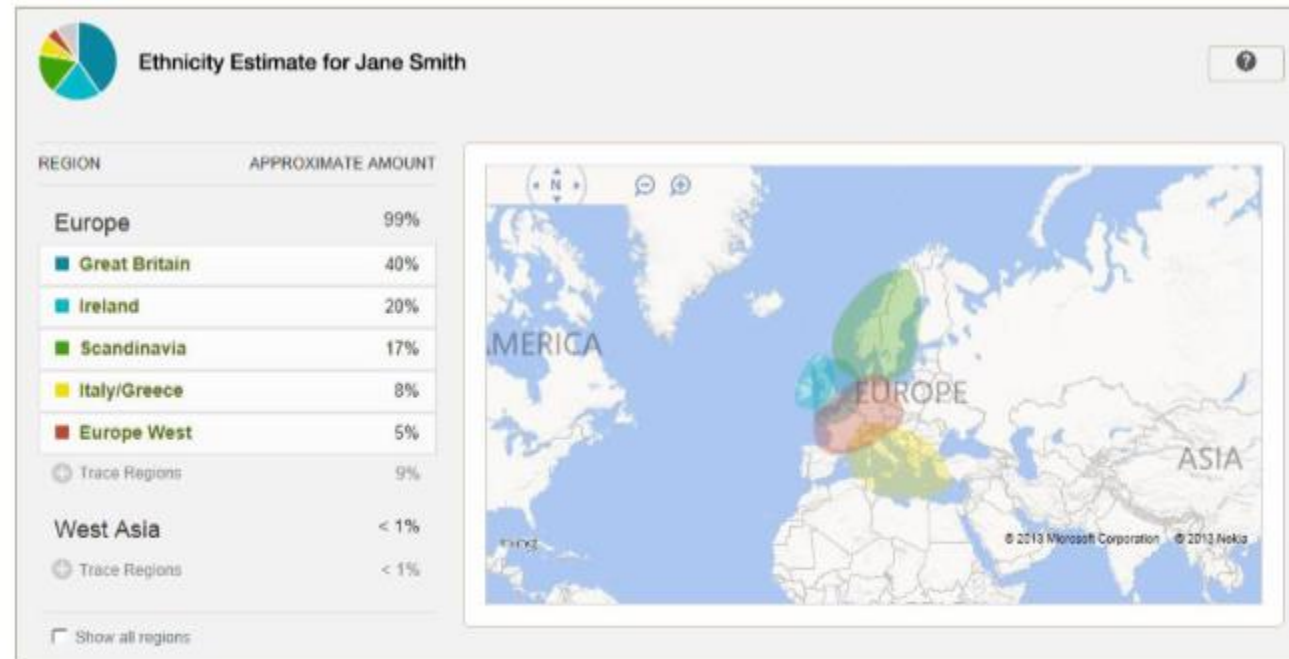 Ethnicity Estimate for Jane Smith
?
REGION APPROXIMATE AMOUNT
Europe 99%
Great Britain 40%
Ireland 20%
Scandinavia 17%
Italy/Greece 8%
Europe West 5%
Trace Regions 9%
West Asia < 1%
Trace Regions < 1%
Show all regions
N
MERICA
EUROPE
ASIA
bing
© 2013 Microsoft Corporation © 2013 Nokia